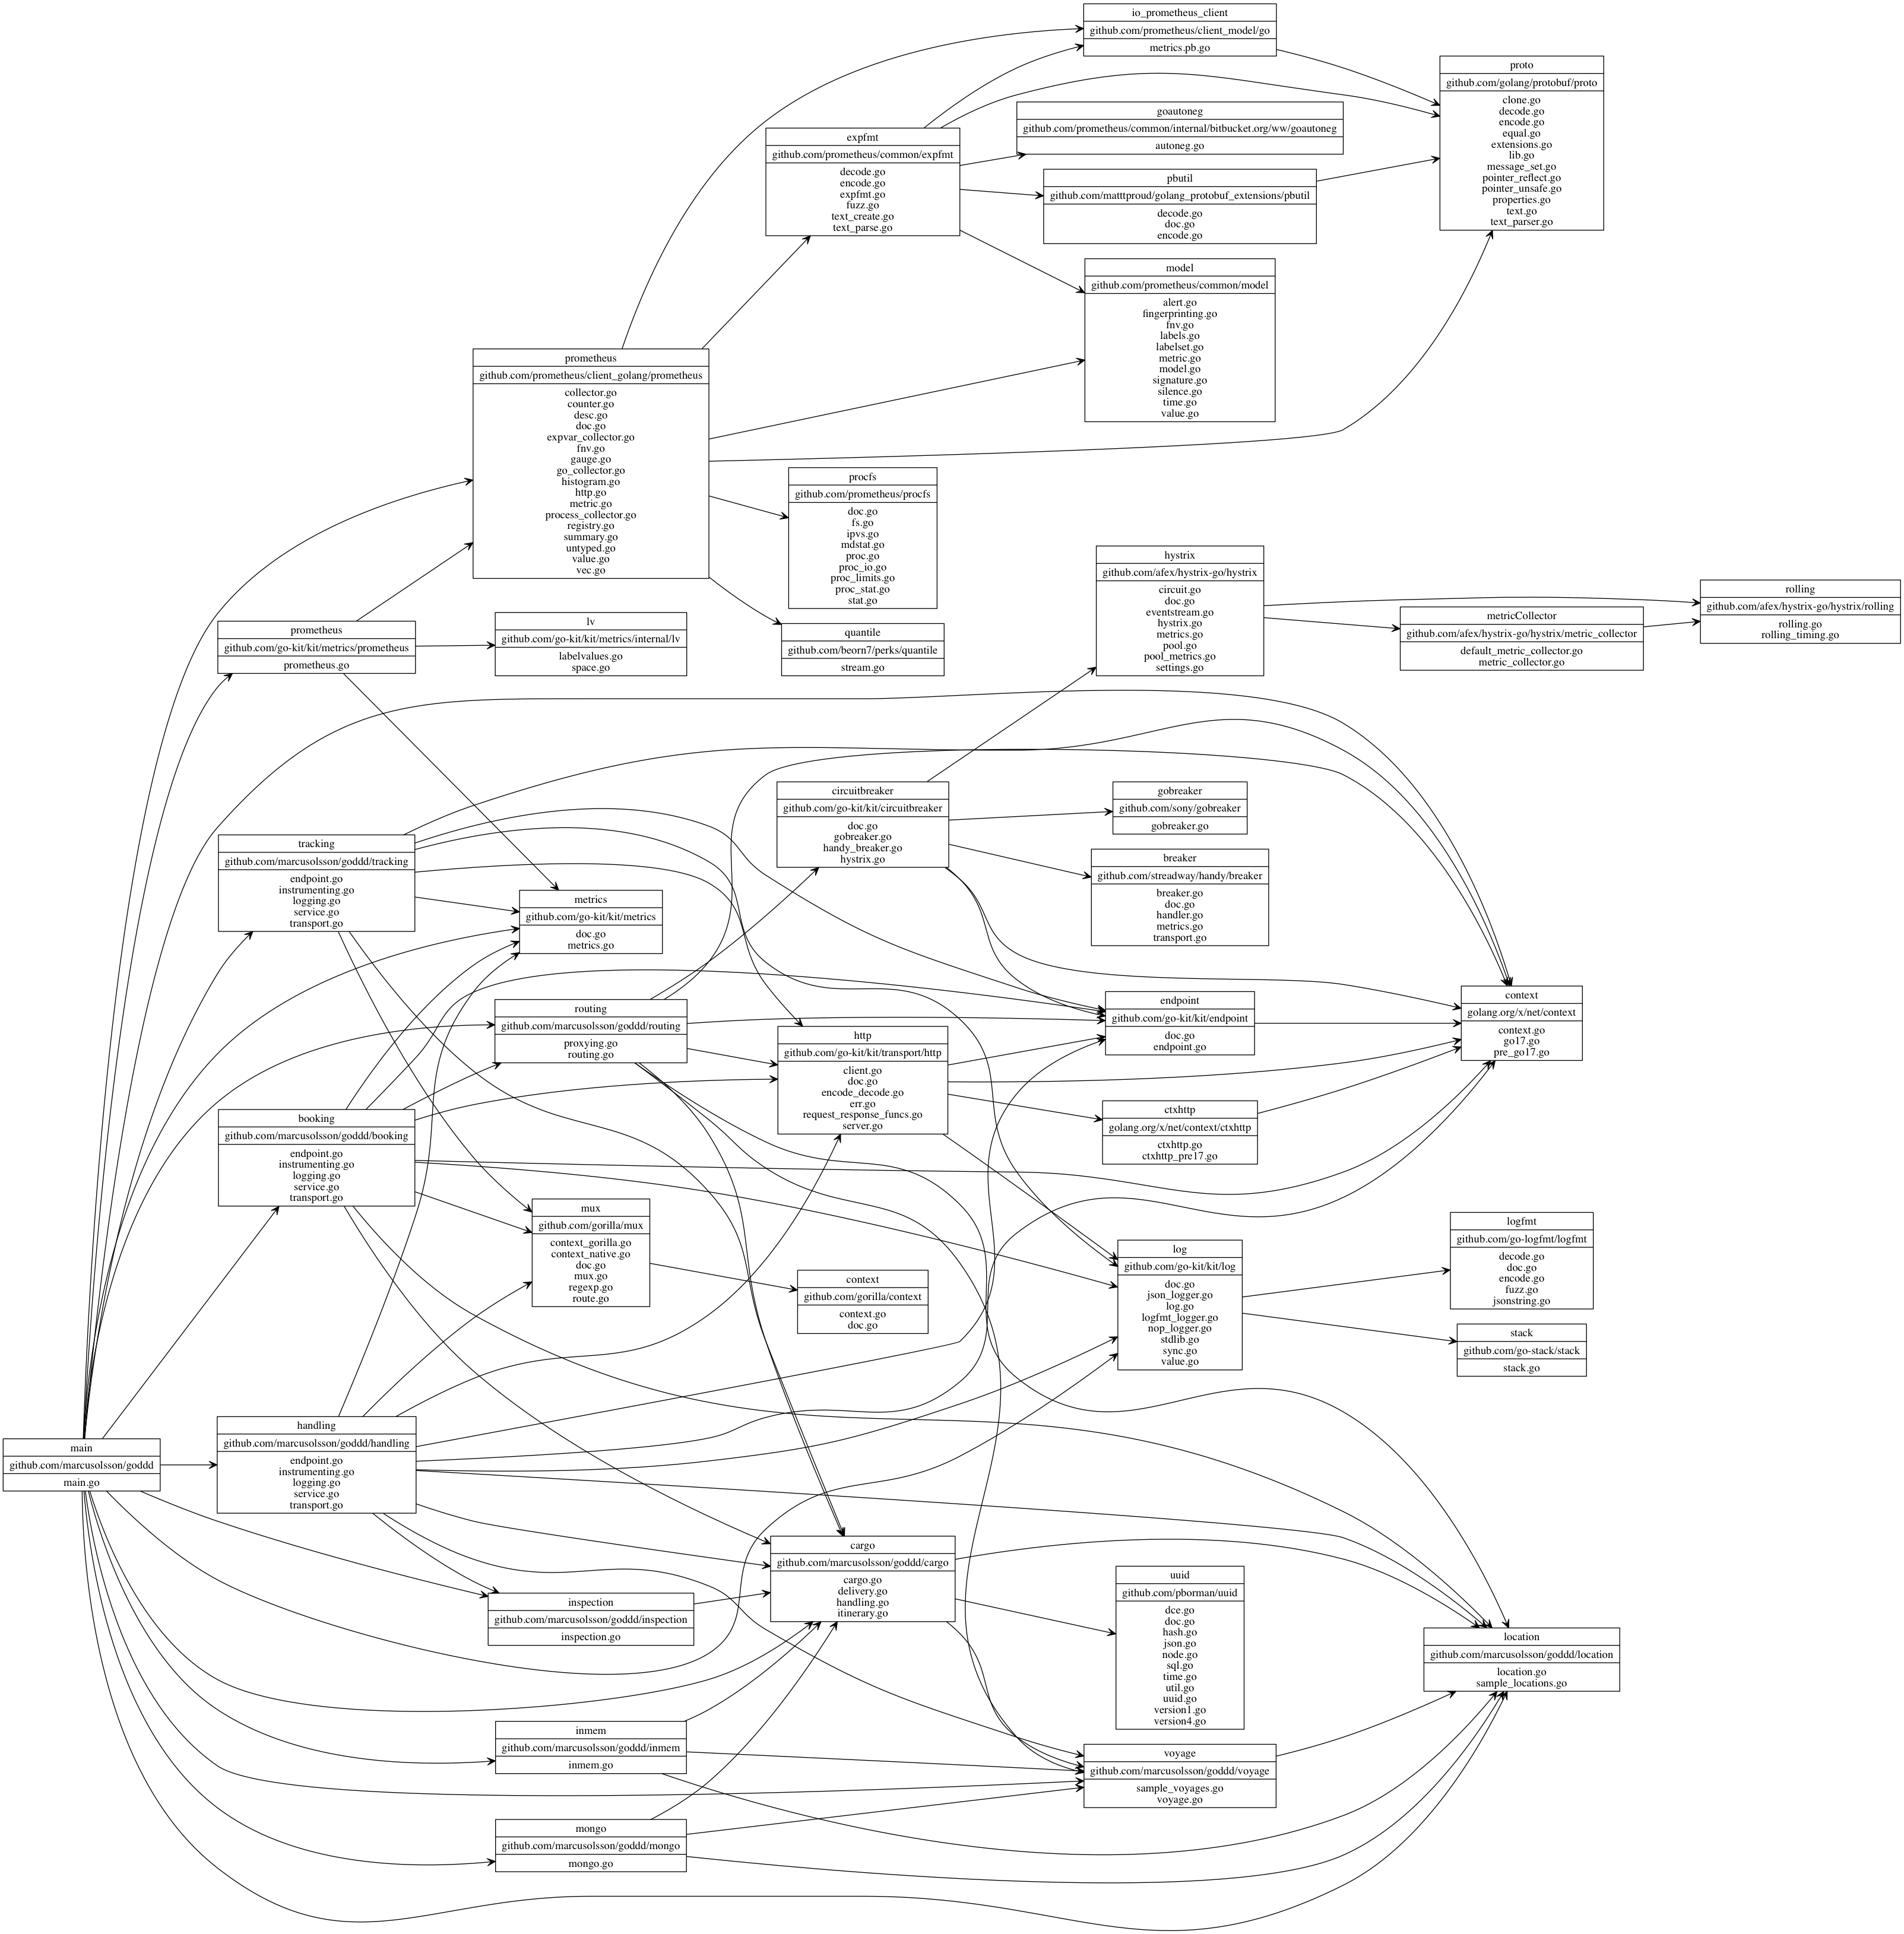 io_prometheus_client
github.com/prometheus/client_model/go
metrics.pb.go
proto
github.com/golang/protobuf/proto
clone.go
decode.go
encode.go
equal.go
extensions.go
lib.go
message_set.go
pointer_reflect.go
pointer_unsafe.go
properties.go
text.go
text_parser.go
goautoneg
github.com/prometheus/common/internal/bitbucket.org/ww/goautoneg
autoneg.go
expfmt
github.com/prometheus/common/expfmt
decode.go
encode.go
expfmt.go
fuzz.go
text_create.go
text_parse.go
pbutil
github.com/matttproud/golang_protobuf_extensions/pbutil
decode.go
doc.go
encode.go
model
github.com/prometheus/common/model
alert.go
fingerprinting.go
fnv.go
labels.go
labelset.go
metric.go
model.go
signature.go
silence.go
time.go
value.go
prometheus
github.com/prometheus/client_golang/prometheus
collector.go
counter.go
desc.go
doc.go
expvar_collector.go
fnv.go
gauge.go
go_collector.go
histogram.go
http.go
metric.go
process_collector.go
registry.go
summary.go
untyped.go
value.go
vec.go
procfs
github.com/prometheus/procfs
doc.go
fs.go
ipvs.go
mdstat.go
proc.go
proc_io.go
proc_limits.go
proc_stat.go
stat.go
hystrix
github.com/afex/hystrix-go/hystrix
circuit.go
doc.go
eventstream.go
hystrix.go
metrics.go
pool.go
pool_metrics.go
settings.go
rolling
github.com/afex/hystrix-go/hystrix/rolling
rolling.go
rolling_timing.go
metricCollector
github.com/afex/hystrix-go/hystrix/metric_collector
default_metric_collector.go
metric_collector.go
prometheus
github.com/go-kit/kit/metrics/prometheus
prometheus.go
lv
github.com/go-kit/kit/metrics/internal/lv
labelvalues.go
space.go
quantile
github.com/beorn7/perks/quantile
stream.go
circuitbreaker
github.com/go-kit/kit/circuitbreaker
doc.go
gobreaker.go
handy_breaker.go
hystrix.go
gobreaker
github.com/sony/gobreaker
gobreaker.go
breaker
github.com/streadway/handy/breaker
breaker.go
doc.go
handler.go
metrics.go
transport.go
tracking
github.com/marcusolsson/goddd/tracking
endpoint.go
instrumenting.go
logging.go
service.go
transport.go
metrics
github.com/go-kit/kit/metrics
doc.go
metrics.go
routing
github.com/marcusolsson/goddd/routing
proxying.go
routing.go
http
github.com/go-kit/kit/transport/http
client.go
doc.go
encode_decode.go
err.go
request_response_funcs.go
server.go
endpoint
github.com/go-kit/kit/endpoint
doc.go
endpoint.go
context
golang.org/x/net/context
context.go
go17.go
pre_go17.go
ctxhttp
golang.org/x/net/context/ctxhttp
ctxhttp.go
ctxhttp_pre17.go
booking
github.com/marcusolsson/goddd/booking
endpoint.go
instrumenting.go
logging.go
service.go
transport.go
mux
github.com/gorilla/mux
context_gorilla.go
context_native.go
doc.go
mux.go
regexp.go
route.go
context
github.com/gorilla/context
context.go
doc.go
log
github.com/go-kit/kit/log
doc.go
json_logger.go
log.go
logfmt_logger.go
nop_logger.go
stdlib.go
sync.go
value.go
logfmt
github.com/go-logfmt/logfmt
decode.go
doc.go
encode.go
fuzz.go
jsonstring.go
stack
github.com/go-stack/stack
stack.go
main
github.com/marcusolsson/goddd
main.go
handling
github.com/marcusolsson/goddd/handling
endpoint.go
instrumenting.go
logging.go
service.go
transport.go
inspection
github.com/marcusolsson/goddd/inspection
inspection.go
cargo
github.com/marcusolsson/goddd/cargo
cargo.go
delivery.go
handling.go
itinerary.go
uuid
github.com/pborman/uuid
dce.go
doc.go
hash.go
json.go
node.go
sql.go
time.go
util.go
uuid.go
version1.go
version4.go
location
github.com/marcusolsson/goddd/location
location.go
sample_locations.go
inmem
github.com/marcusolsson/goddd/inmem
inmem.go
voyage
github.com/marcusolsson/goddd/voyage
sample_voyages.go
voyage.go
mongo
github.com/marcusolsson/goddd/mongo
mongo.go